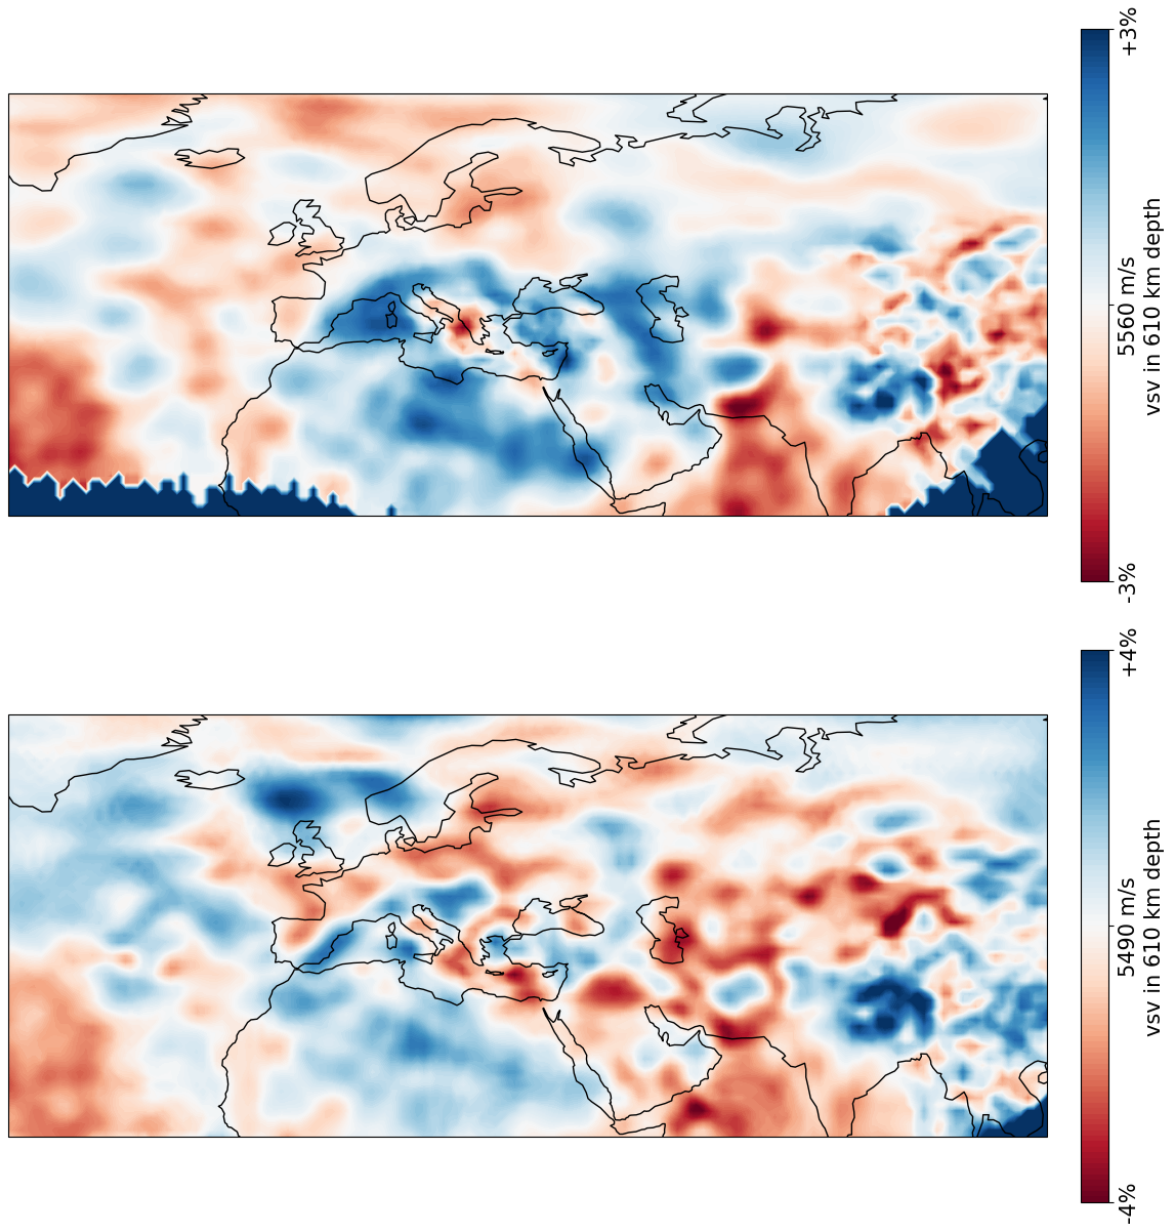 +3%
5560 m/s
vsv in 610 km depth
-3%
+4%
5490 m/s
vsv in 610 km depth
-4%